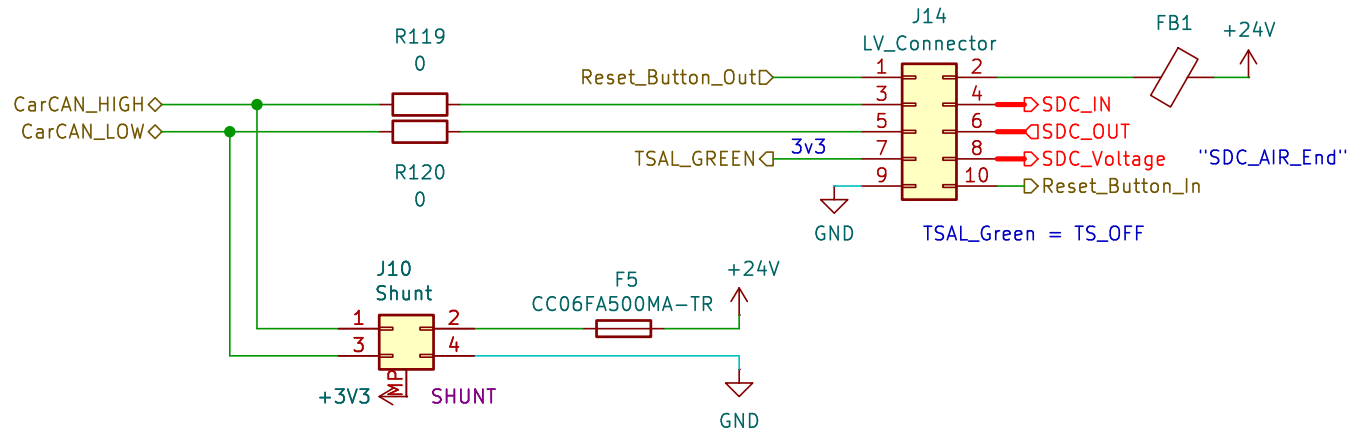 J14
LV_Connector
FB1
+24V
R119
0
Reset_Button_Out
1
2
CarCAN_HIGH
3
4
SDC_IN
CarCAN_LOW
5
6
SDC_OUT
TSAL_GREEN
3v3
7
8
SDC_Voltage
"SDC_AIR_End"
R120
0
9
10
Reset_Button_In
GND
TSAL_Green = TS_OFF
J10
Shunt
F5
CC06FA500MA-TR
+24V
1
2
3
4
MP
+3V3
SHUNT
GND